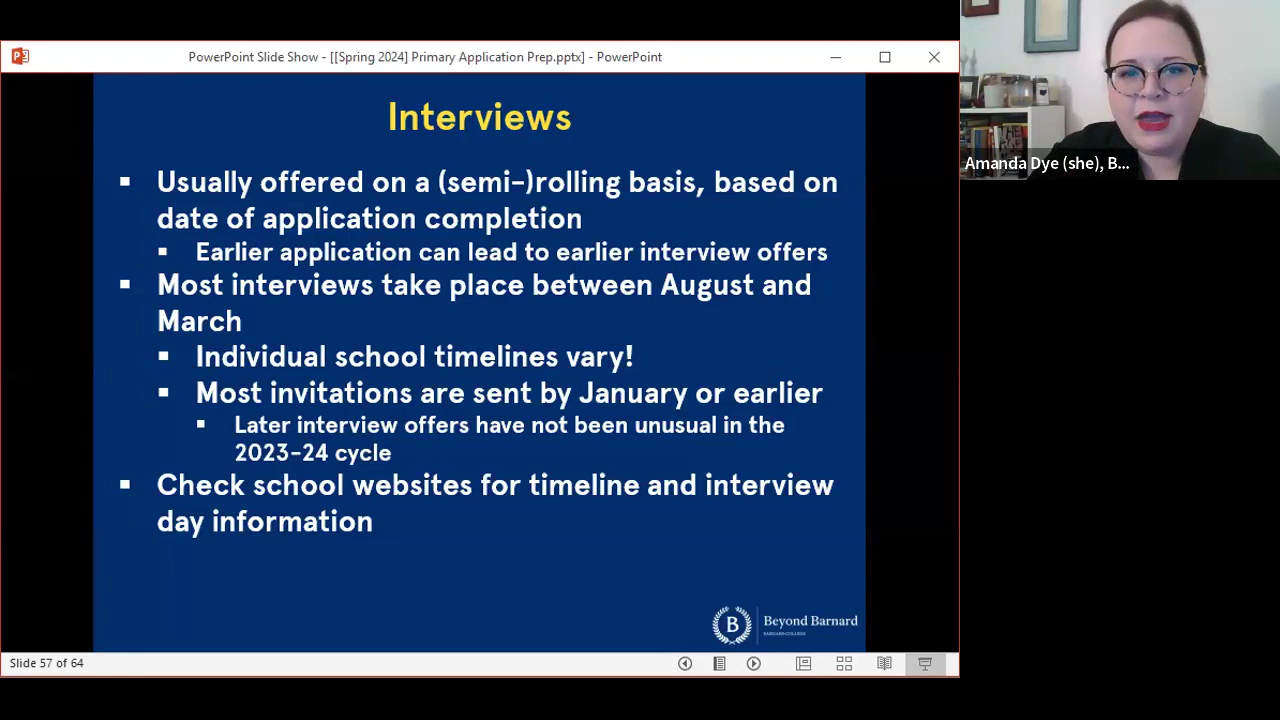 PowerPoint Slide Show - [[Spring 2024] Primary Application Prep.pptx] - PowerPoint
Interviews
Usually offered on a (semi-)rolling basis, based on
date of application completion
Earlier application can lead to earlier interview offers
Most interviews take place between August and
March
Individual school timelines vary!
Most invitations are sent by January or earlier
Later interview offers have not been unusual in the
2023-24 cycle
Check school websites for timeline and interview
day information
B
Beyond Barnard
BARNARD COLLEGE
Slide 57 of 64
Amanda Dye (she), B...